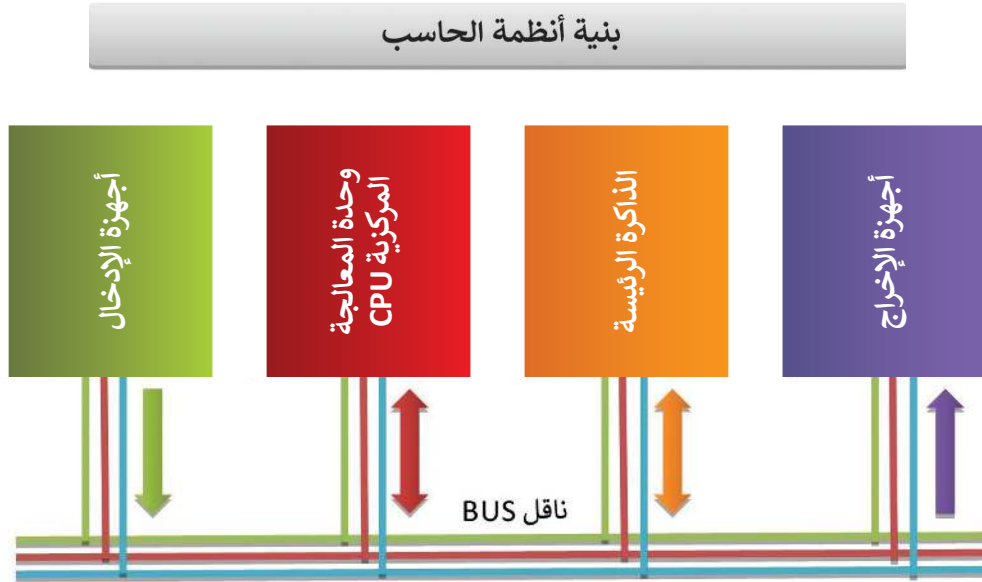 بنية أنظمة الحاسب
أجهزة الإدخال
وحدة المعالجة
المركزية CPU
الذاكرة الرئيسة
أجهزة الإخراج
ناقل BUS